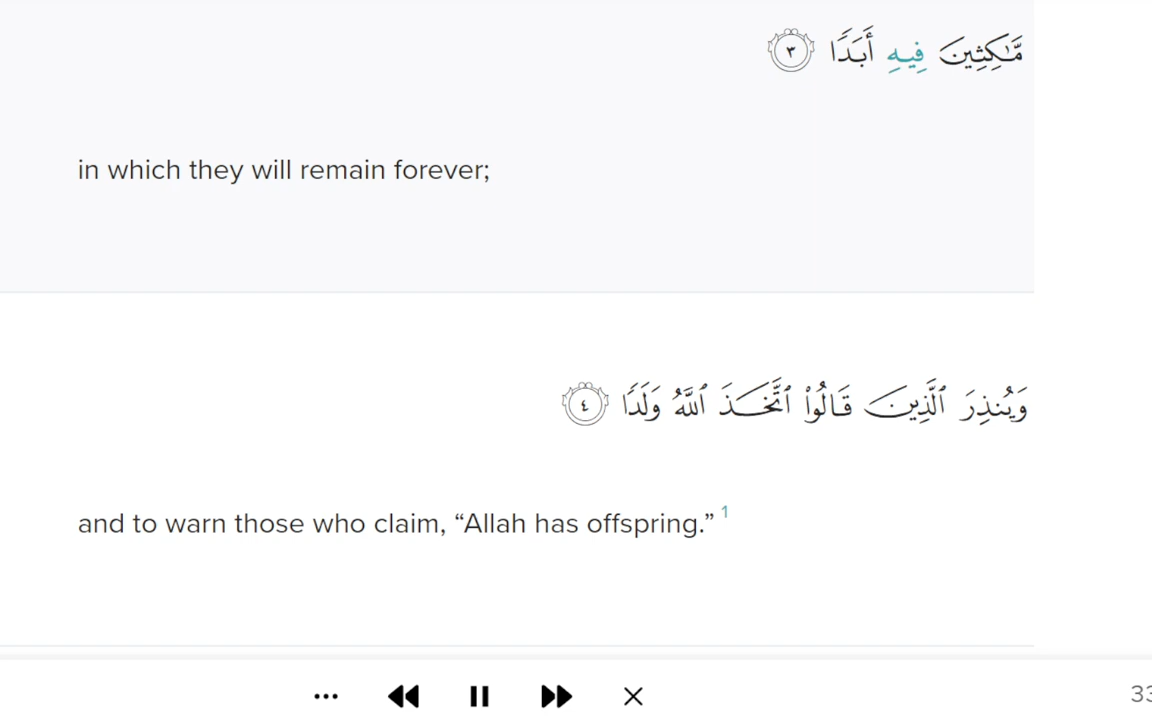 مَّـٰكِثِينَ فِيهِ أَبَدًۭا ٣
in which they will remain forever;
وَيُنذِرَ ٱلَّذِينَ قَالُوا۟ ٱتَّخَذَ ٱللَّهُ وَلَدًۭا ٤
and to warn those who claim, “Allah has offspring.” 1
33